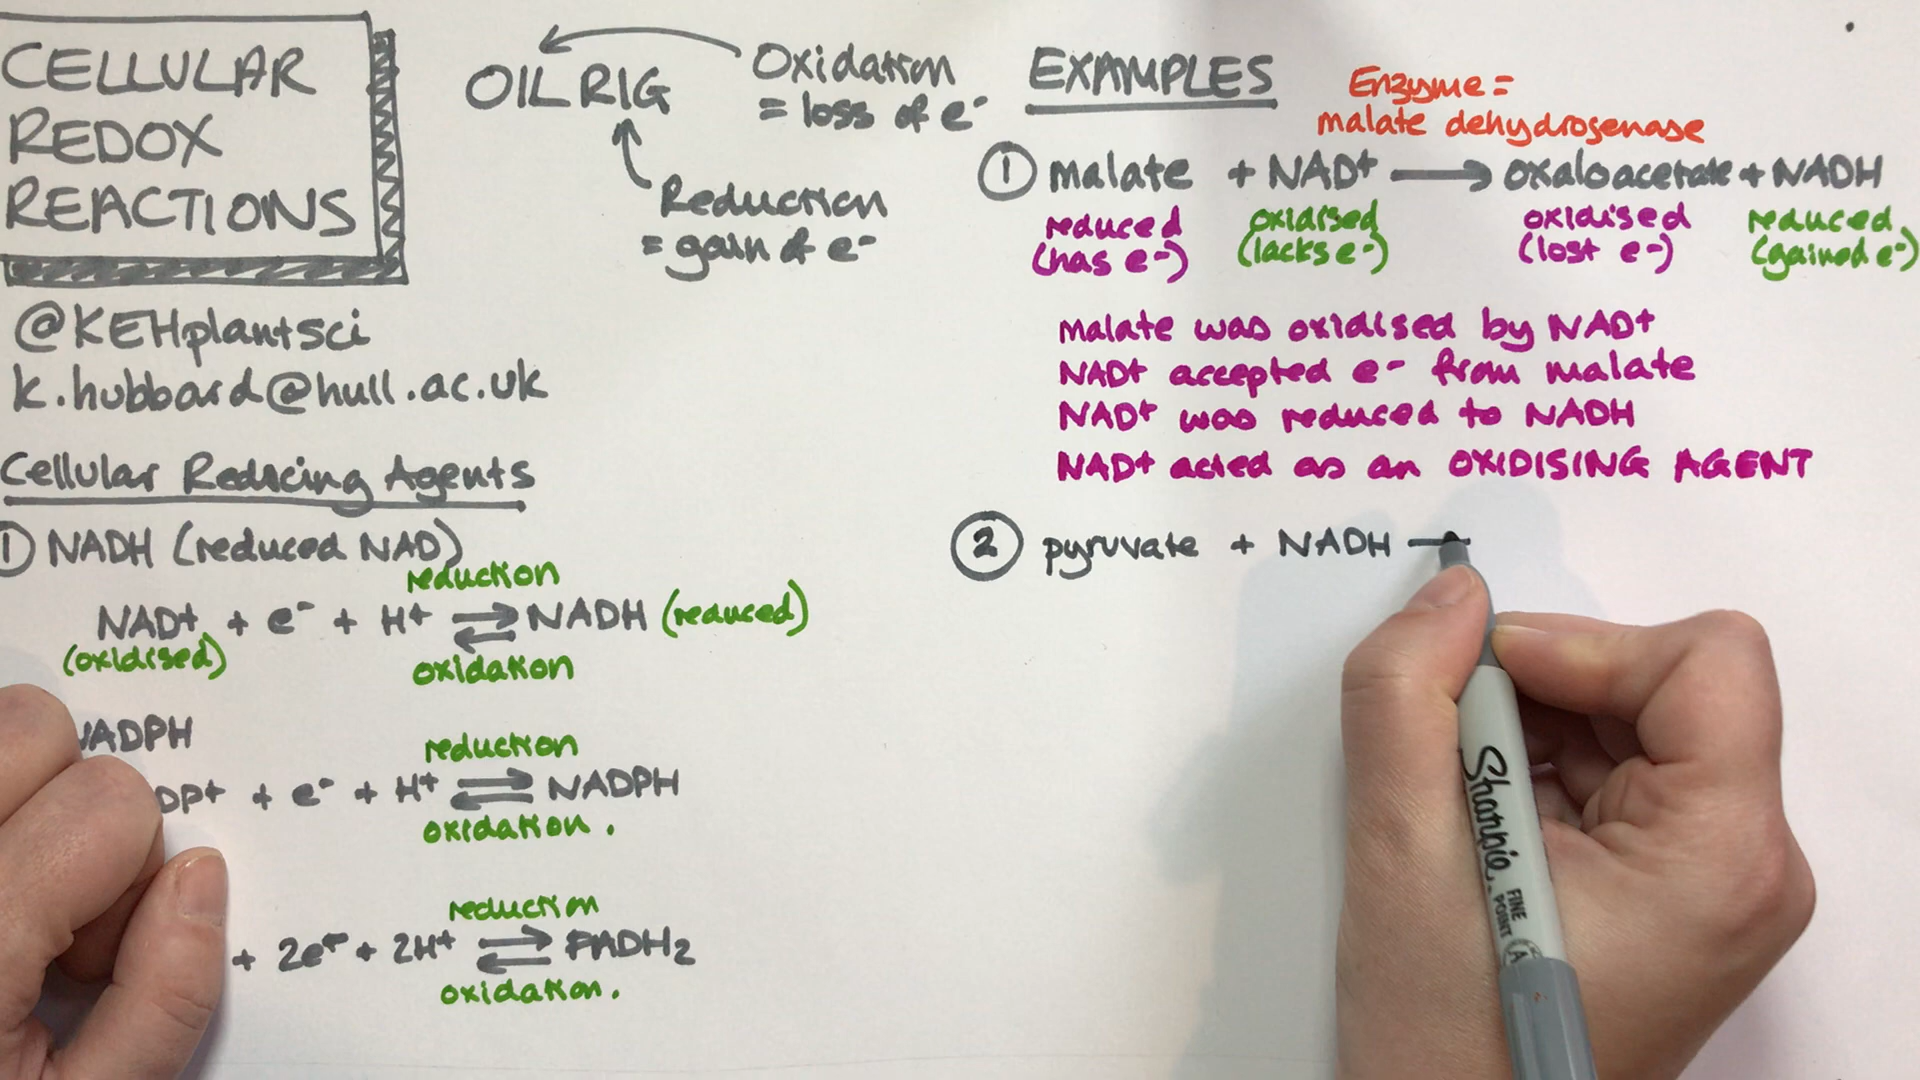 CELLULAR
REDOX
REACTIONS
@KEHplantsci
k.hubbard@hull.ac.uk
OILRIG
Oxidation
= loss of e-
Reduction
= gain of e-
Cellular Reducing Agents
① NADH (reduced NAD)
reduction
NAD+ + e- + H+ ⇌ NADH (reduced)
(oxidised)
oxidation
NADPH
reduction
DP+ + e- + H+ ⇌ NADPH
oxidation.
reduction
+ 2e- + 2H+ ⇌ FADH2
oxidation.
EXAMPLES
Enzyme =
malate dehydrogenase
① malate + NAD+ → oxaloacetate + NADH
reduced oxidised oxidised reduced
(has e-) (lacks e-) (lost e-) (gained e-)
malate was oxidised by NAD+
NAD+ accepted e- from malate
NAD+ was reduced to NADH
NAD+ acted as an OXIDISING AGENT
② pyruvate + NADH —
Sharpie
FINE
POINT